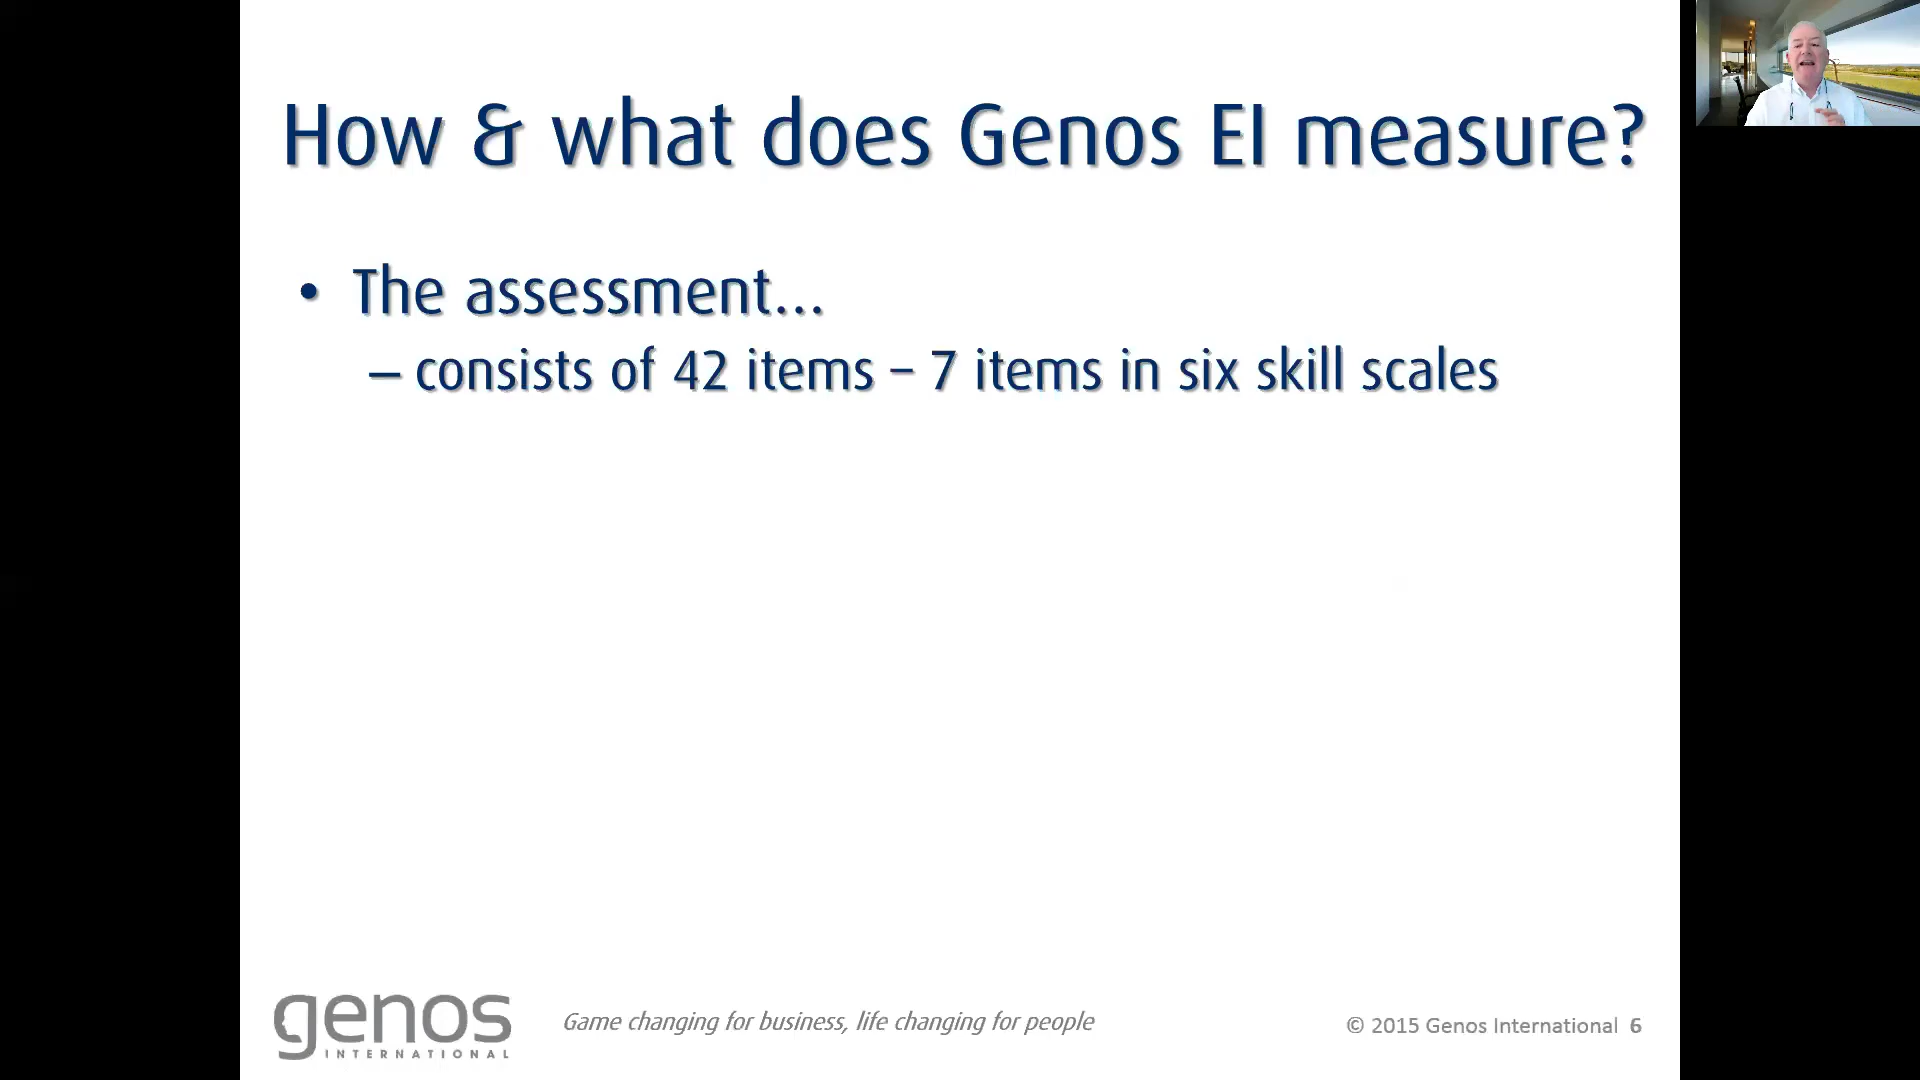 How & what does Genos EI measure?
• The assessment...
– consists of 42 items – 7 items in six skill scales
genos
INTERNATIONAL
Game changing for business, life changing for people
© 2015 Genos International 6